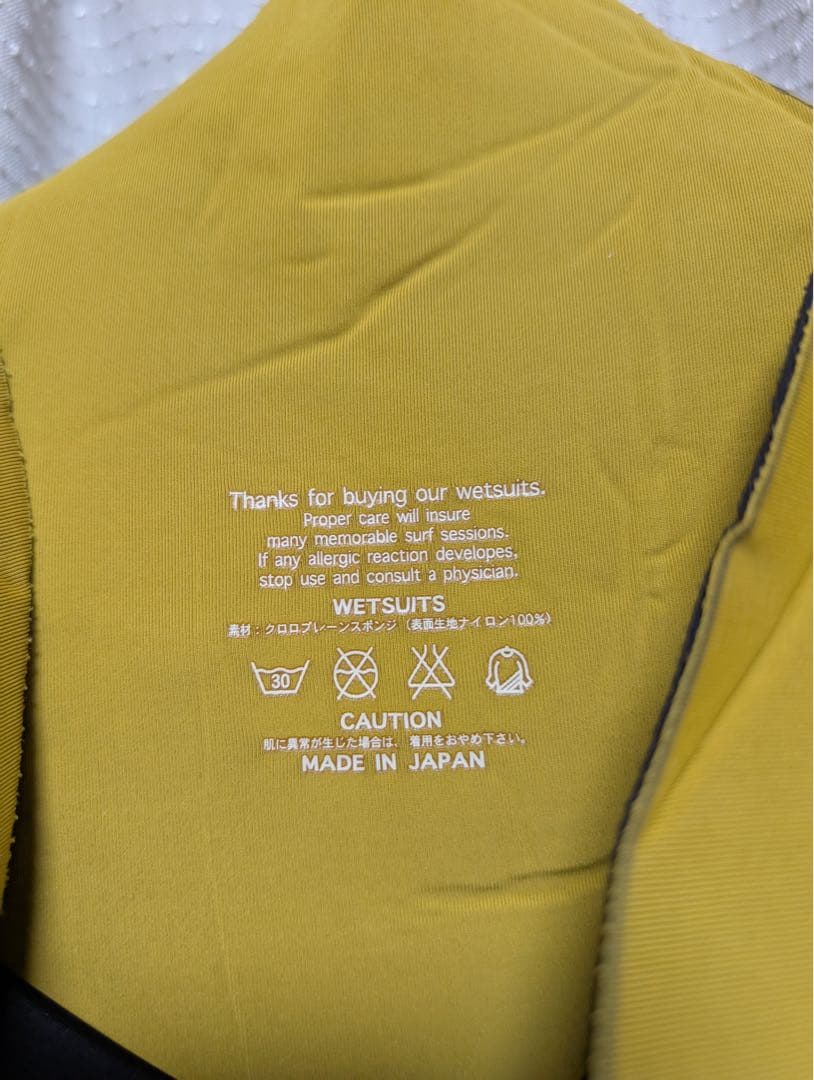 Thanks for buying our wetsuits.
Proper care will insure
many memorable surf sessions.
If any allergic reaction developes,
stop use and consult a physician.
WETSUITS
素材：クロロプレーンスポンジ（表面生地ナイロン100%）
30
CAUTION
肌に異常が生じた場合は、着用をおやめ下さい。
MADE IN JAPAN